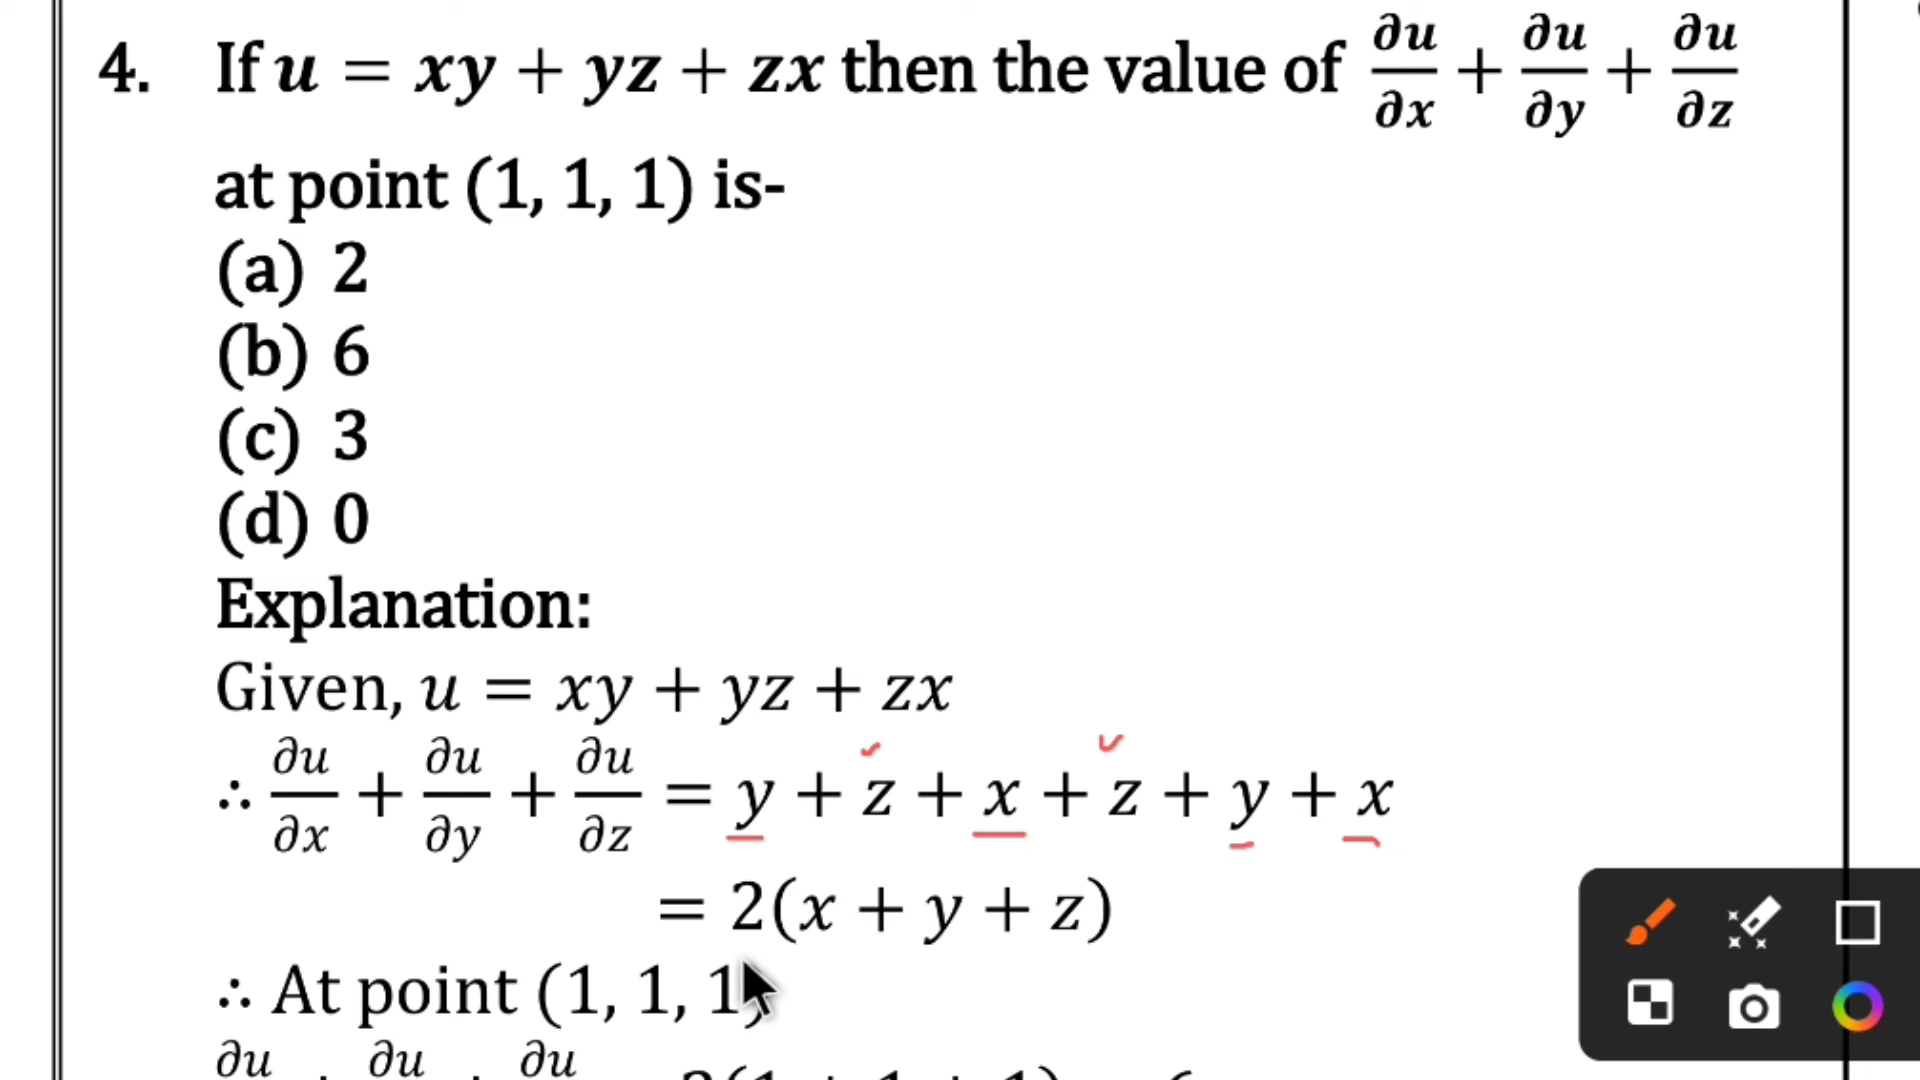 4. If u = xy + yz + zx then the value of ∂u/∂x + ∂u/∂y + ∂u/∂z
at point (1, 1, 1) is-
(a) 2
(b) 6
(c) 3
(d) 0
Explanation:
Given, u = xy + yz + zx
∴ ∂u/∂x + ∂u/∂y + ∂u/∂z = y + z + x + z + y + x
= 2(x + y + z)
∴ At point (1, 1, 1)
∂u ∂u ∂u